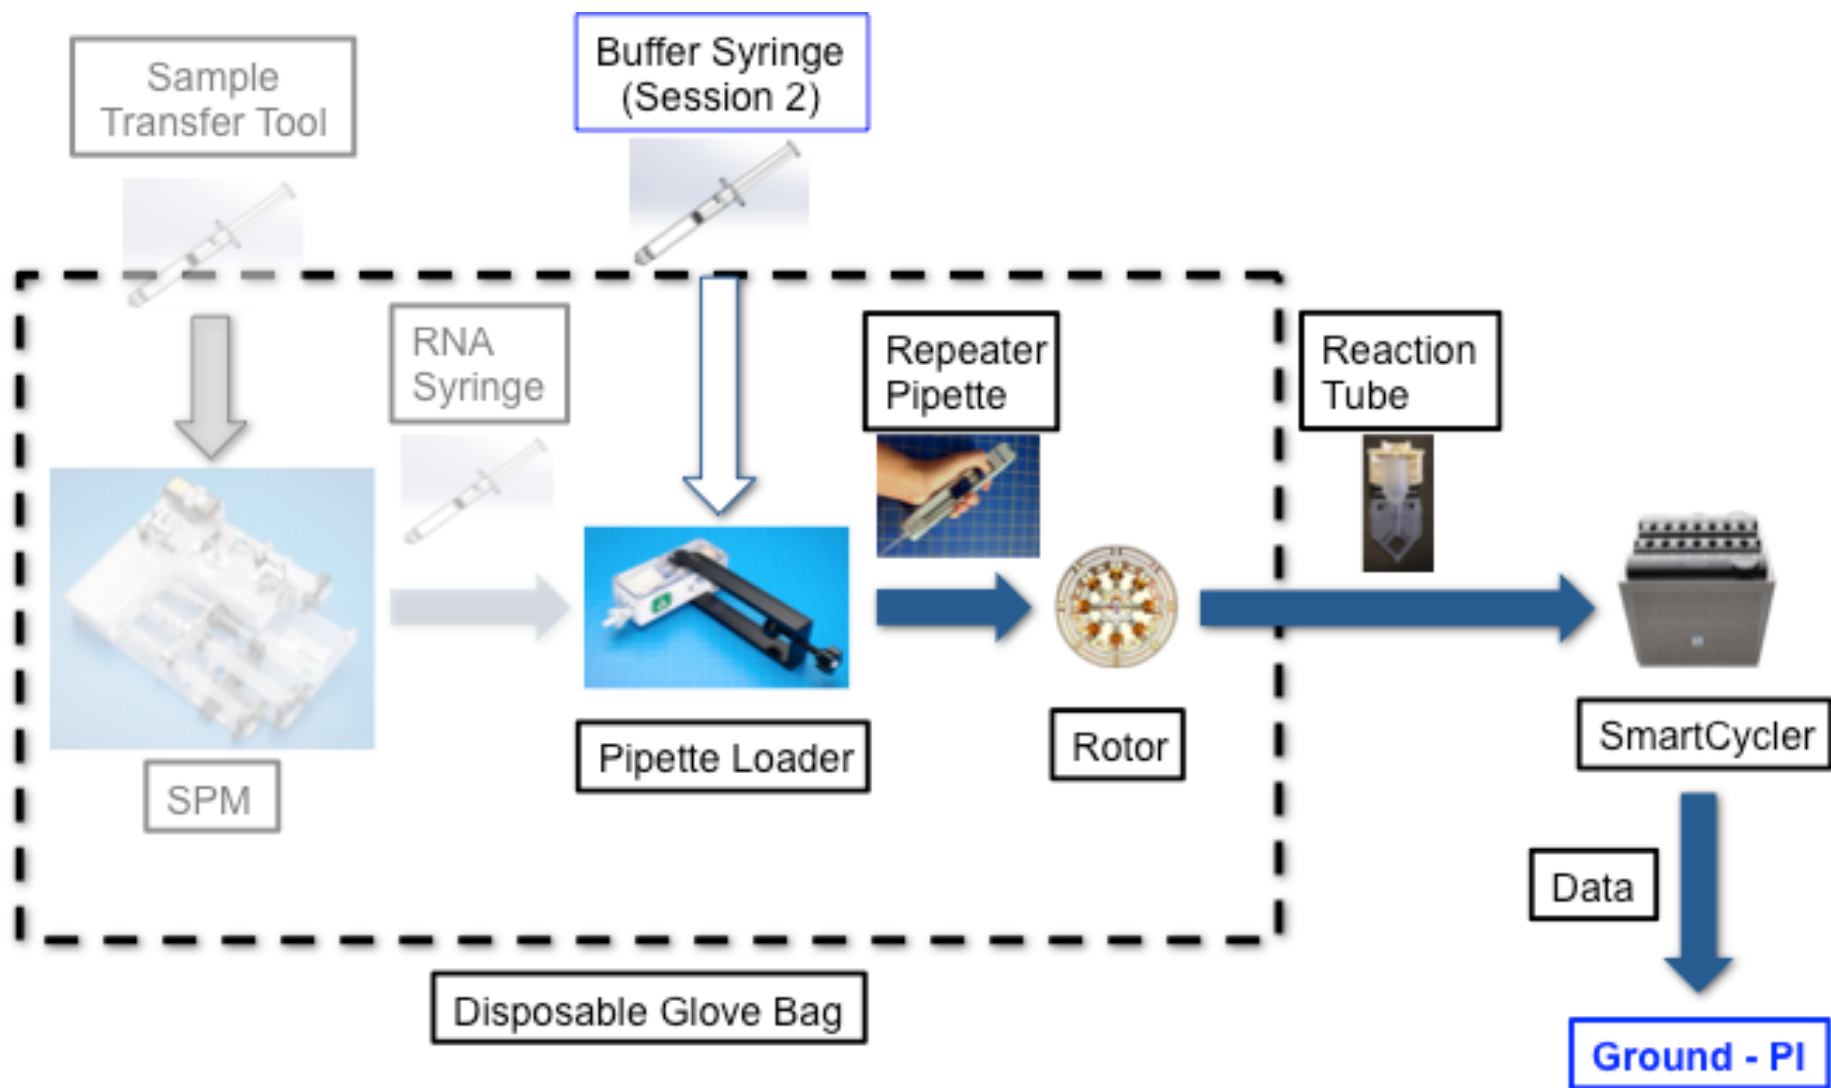 Sample
Transfer Tool
Buffer Syringe
(Session 2)
RNA
Syringe
Repeater
Pipette
Reaction
Tube
SPM
Pipette Loader
Rotor
SmartCycler
Data
Disposable Glove Bag
Ground - PI